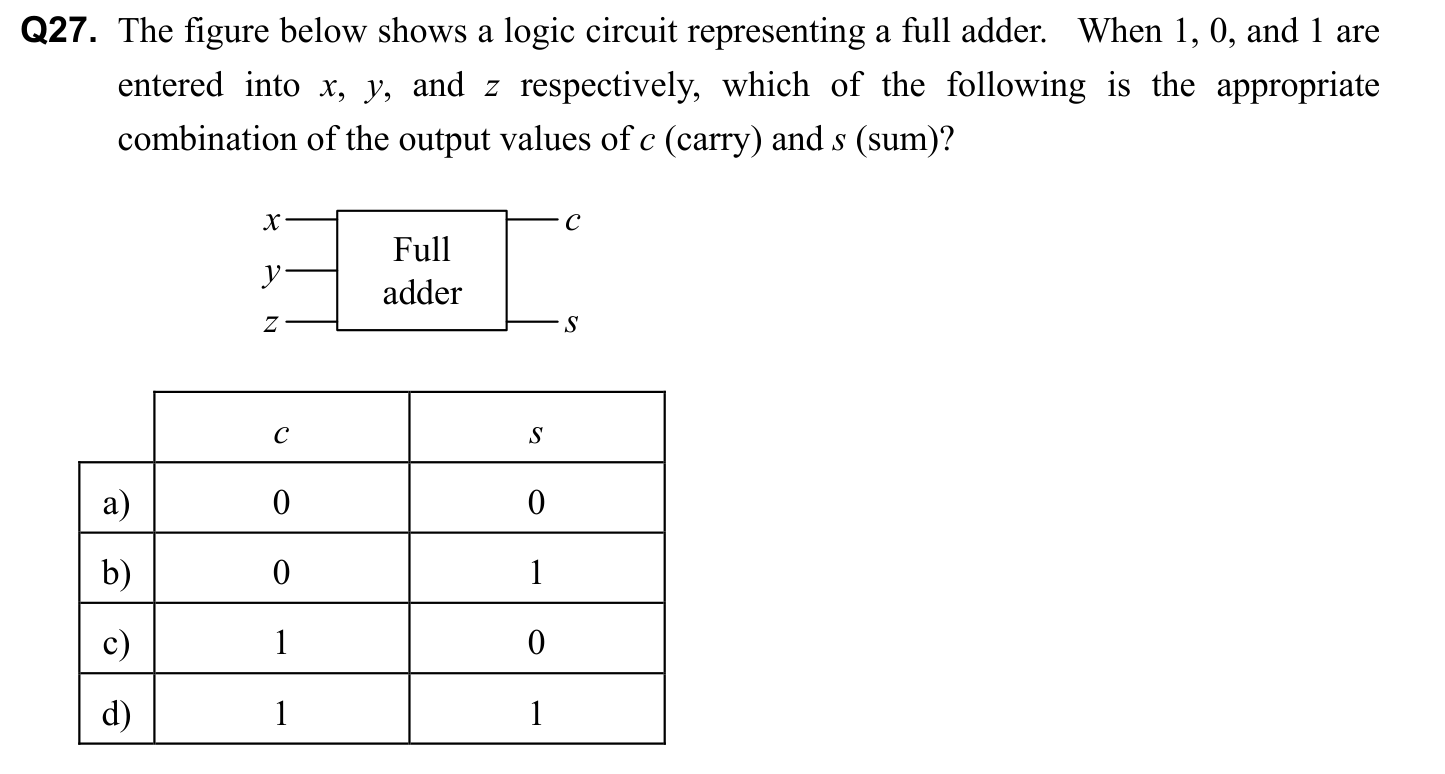 Q27. The figure below shows a logic circuit representing a full adder. When 1, 0, and 1 are
entered into x, y, and z respectively, which of the following is the appropriate
combination of the output values of c (carry) and s (sum)?
x
y
z
Full
adder
c
s
c s
a) 0 0
b) 0 1
c) 1 0
d) 1 1